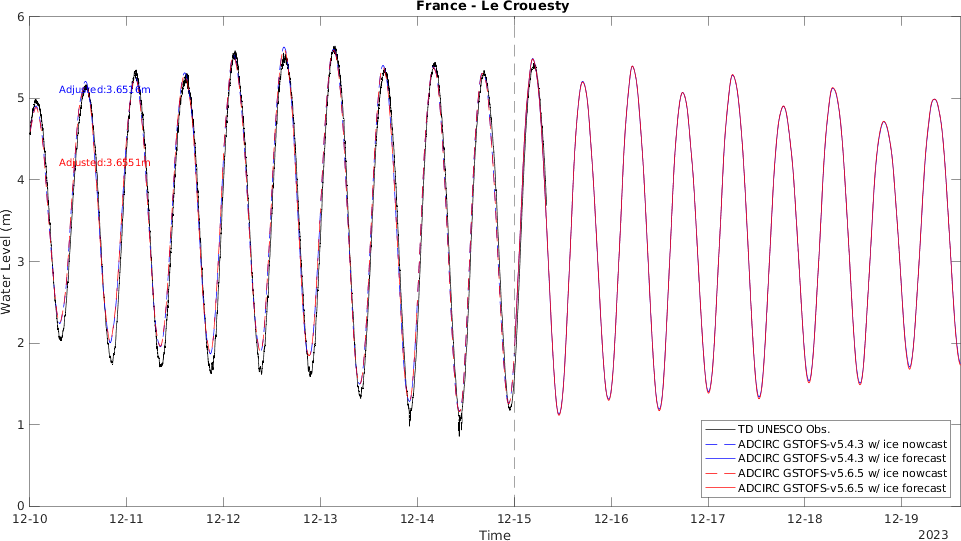 France - Le Crouesty
6
5
4
3
2
1
0
Water Level (m)
Adjusted:3.6526m
Adjusted:3.6551m
TD UNESCO Obs.
ADCIRC GSTOFS-v5.4.3 w/ ice nowcast
ADCIRC GSTOFS-v5.4.3 w/ ice forecast
ADCIRC GSTOFS-v5.6.5 w/ ice nowcast
ADCIRC GSTOFS-v5.6.5 w/ ice forecast
12-10 12-11 12-12 12-13 12-14 12-15 12-16 12-17 12-18 12-19
Time
2023